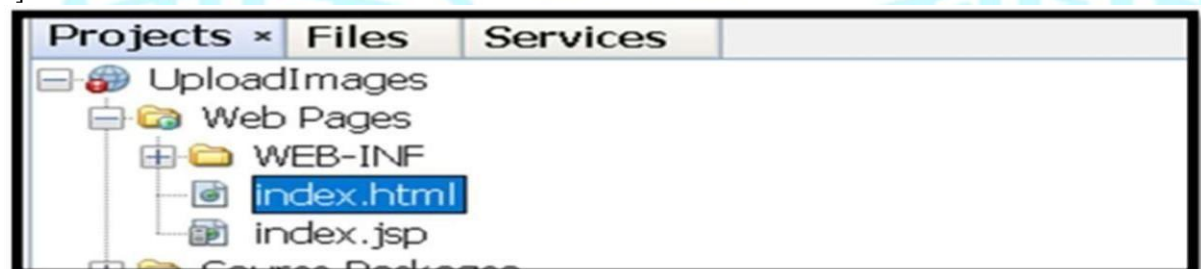 Projects × Files Services
UploadImages
Web Pages
WEB-INF
index.html
index.jsp